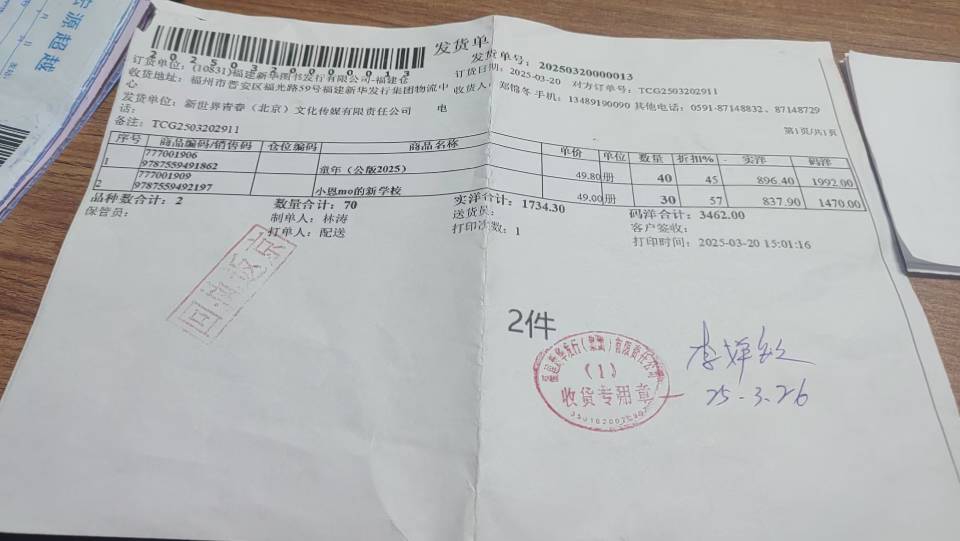 发货单
20250320000013
发货单号：20250320000013
订货单位：(10831)福建新华图书发行有限公司-福建仓
订货日期：2025-03-20 对方订单号：TCG2503202911
收货地址：福州市晋安区福光路59号福建新华发行集团物流中心
收货人：郑锦冬 手机：13489190090 其他电话：0591-87148832、87148729
发货单位：新世界青春（北京）文化传媒有限责任公司 电话：
备注：TCG2503202911
第1页/共1页
序号 商品编码/销售码 仓位编码 商品名称 单价 单位 数量 折扣% 实洋 码洋
1 777001906 9787559491862 童年（公版2025） 49.80 册 40 45 896.40 1992.00
2 777001909 9787559492197 小恩mo的新学校 49.00 册 30 57 837.90 1470.00
品种数合计：2 数量合计：70 实洋合计：1734.30 码洋合计：3462.00
保管员： 制单人：林涛 送货员： 客户签收：
打单人：配送 打印次数：1 打印时间：2025-03-20 15:01:16
2件
（1）
收货专用章
25.3.26